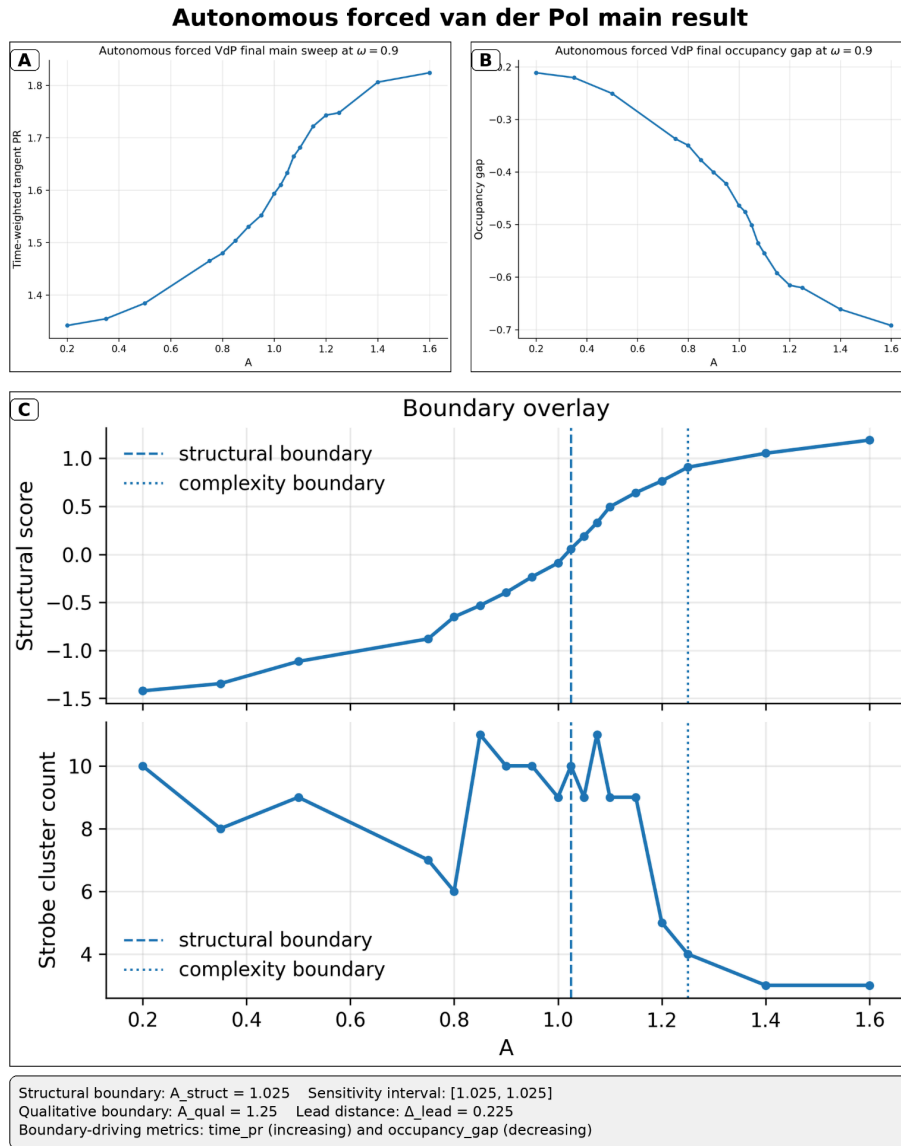 Autonomous forced van der Pol main result
A
Autonomous forced VdP final main sweep at ω = 0.9
Time-weighted tangent PR
1.8
1.7
1.6
1.5
1.4
0.2 0.4 0.6 0.8 1.0 1.2 1.4 1.6
A
B
Autonomous forced VdP final occupancy gap at ω = 0.9
Occupancy gap
−0.2
−0.3
−0.4
−0.5
−0.6
−0.7
0.2 0.4 0.6 0.8 1.0 1.2 1.4 1.6
A
C
Boundary overlay
structural boundary
complexity boundary
Structural score
1.0
0.5
0.0
−0.5
−1.0
−1.5
Strobe cluster count
10
8
6
4
structural boundary
complexity boundary
0.2 0.4 0.6 0.8 1.0 1.2 1.4 1.6
A
Structural boundary: A_struct = 1.025 Sensitivity interval: [1.025, 1.025]
Qualitative boundary: A_qual = 1.25 Lead distance: Δ_lead = 0.225
Boundary-driving metrics: time_pr (increasing) and occupancy_gap (decreasing)